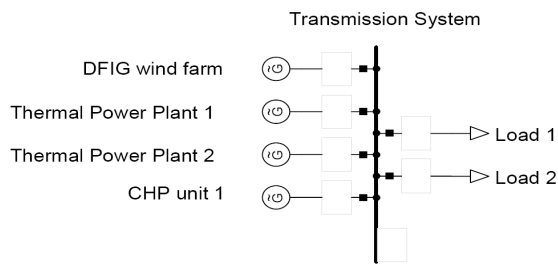 Transmission System
DFIG wind farm
~G
Thermal Power Plant 1
~G
Load 1
Thermal Power Plant 2
~G
Load 2
CHP unit 1
~G